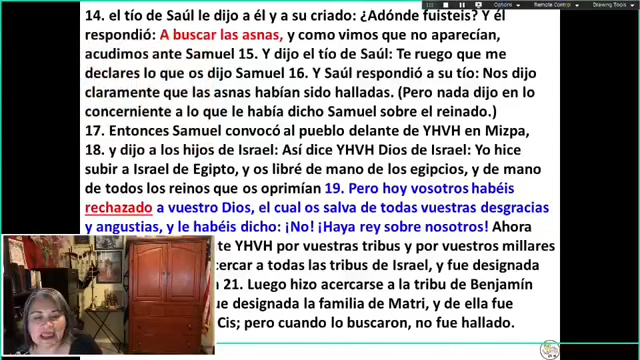 Options
Remote Control
Drawing Tools
14. el tío de Saúl le dijo a él y a su criado: ¿Adónde fuisteis? Y él
respondió: A buscar las asnas, y como vimos que no aparecían,
acudimos ante Samuel 15. Y dijo el tío de Saúl: Te ruego que me
declares lo que os dijo Samuel 16. Y Saúl respondió a su tío: Nos dijo
claramente que las asnas habían sido halladas. (Pero nada dijo en lo
concerniente a lo que le había dicho Samuel sobre el reinado.)
17. Entonces Samuel convocó al pueblo delante de YHVH en Mizpa,
18. y dijo a los hijos de Israel: Así dice YHVH Dios de Israel: Yo hice
subir a Israel de Egipto, y os libré de mano de los egipcios, y de mano
de todos los reinos que os oprimían 19. Pero hoy vosotros habéis
rechazado a vuestro Dios, el cual os salva de todas vuestras desgracias
y angustias, y le habéis dicho: ¡No! ¡Haya rey sobre nosotros! Ahora
te YHVH por vuestras tribus y por vuestros millares
cercar a todas las tribus de Israel, y fue designada
n 21. Luego hizo acercarse a la tribu de Benjamín
ue designada la familia de Matri, y de ella fue
Cis; pero cuando lo buscaron, no fue hallado.